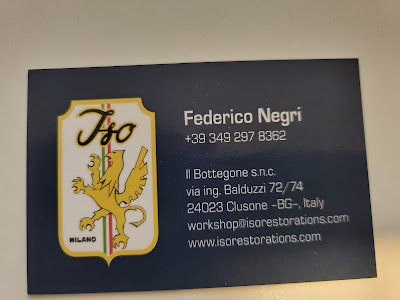 Iso
MILANO
Federico Negri
+39 349 297 8362
Il Bottegone s.n.c.
via ing. Balduzzi 72/74
24023 Clusone -BG-, Italy
workshop@isorestorations.com
www.isorestorations.com